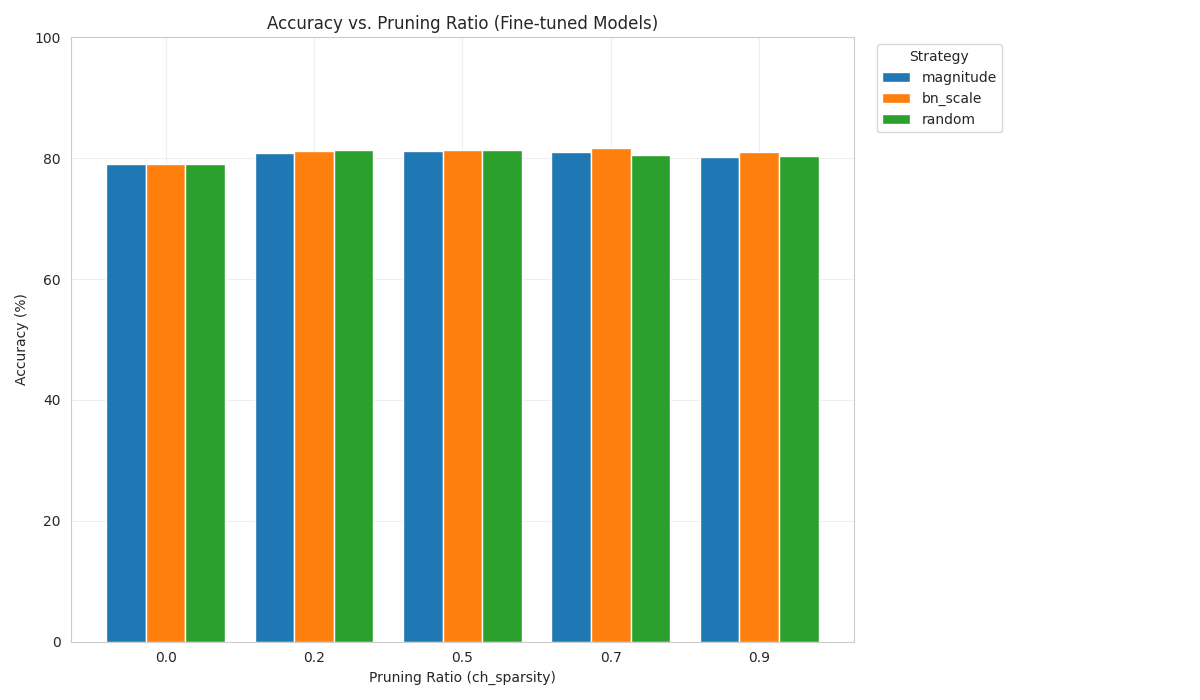 Accuracy vs. Pruning Ratio (Fine-tuned Models)
Accuracy (%)
100
80
60
40
20
0
0.0 0.2 0.5 0.7 0.9
Pruning Ratio (ch_sparsity)
Strategy
magnitude
bn_scale
random